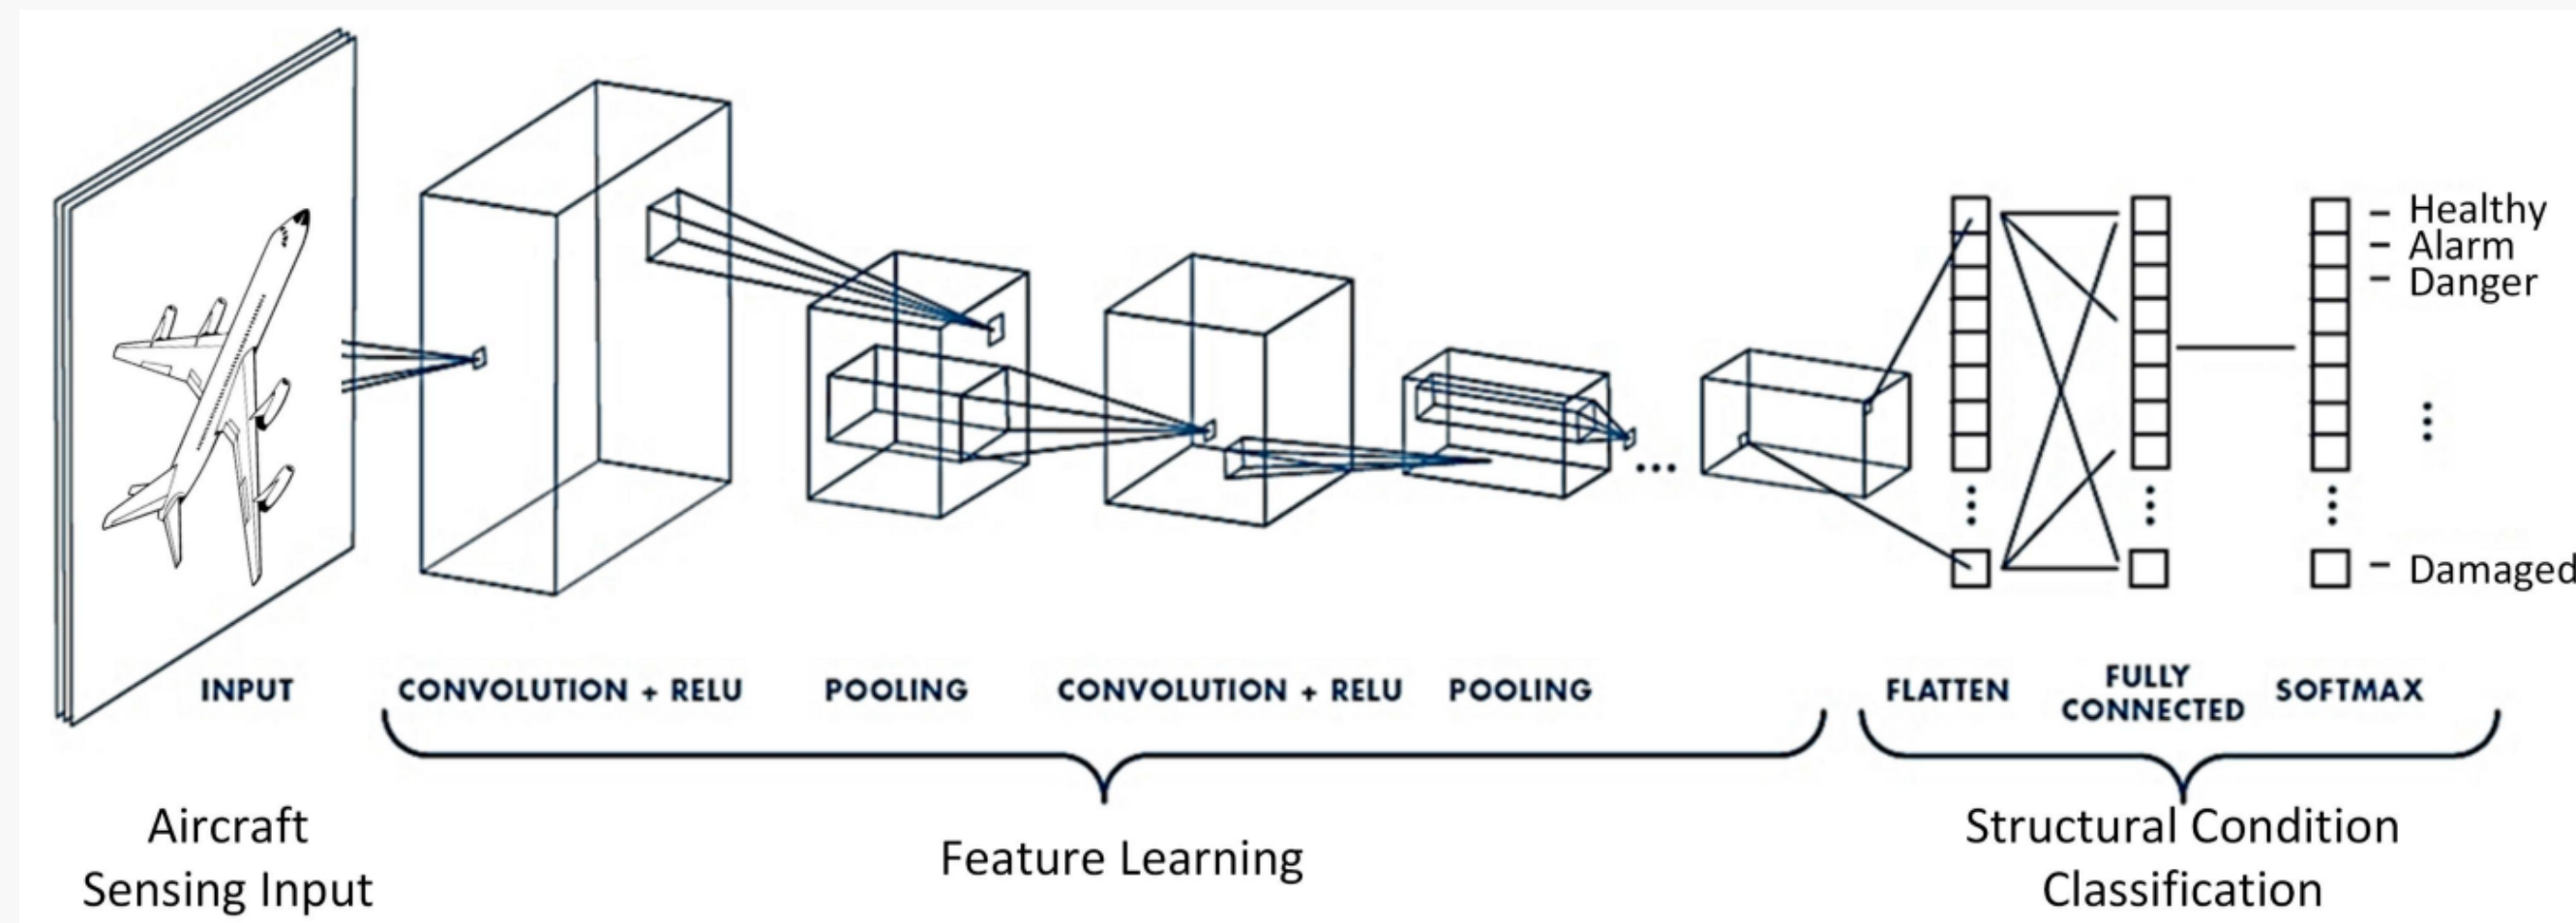 Healthy
Alarm
Danger
Damaged
INPUT
CONVOLUTION + RELU
POOLING
CONVOLUTION + RELU
POOLING
FLATTEN
FULLY
CONNECTED
SOFTMAX
Aircraft
Sensing Input
Feature Learning
Structural Condition
Classification